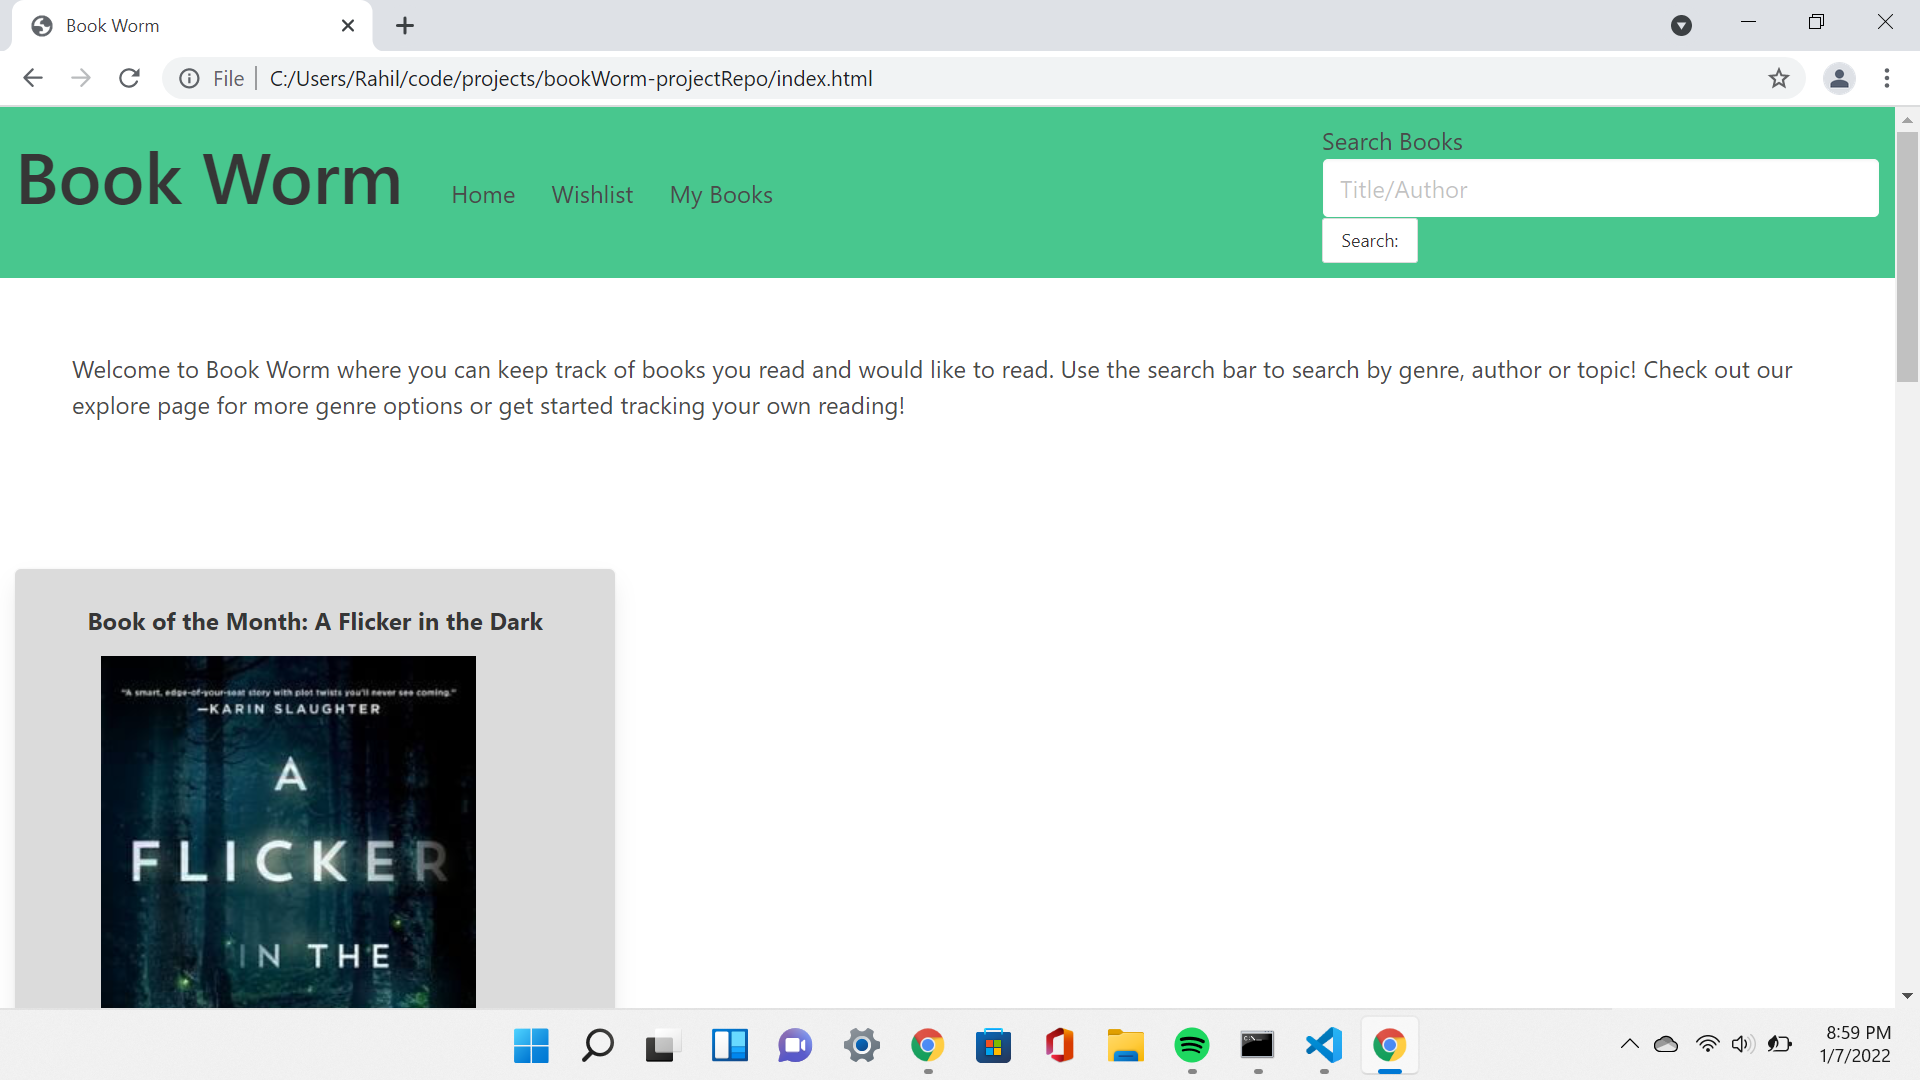 Book Worm
File
C:/Users/Rahil/code/projects/bookWorm-projectRepo/index.html
Book Worm
Home Wishlist My Books
Search Books
Title/Author
Search:
Welcome to Book Worm where you can keep track of books you read and would like to read. Use the search bar to search by genre, author or topic! Check out our
explore page for more genre options or get started tracking your own reading!
Book of the Month: A Flicker in the Dark
"A smart, edge-of-your-seat story with plot twists you'll never see coming."
—KARIN SLAUGHTER
A
FLICKER
IN THE
8:59 PM
1/7/2022